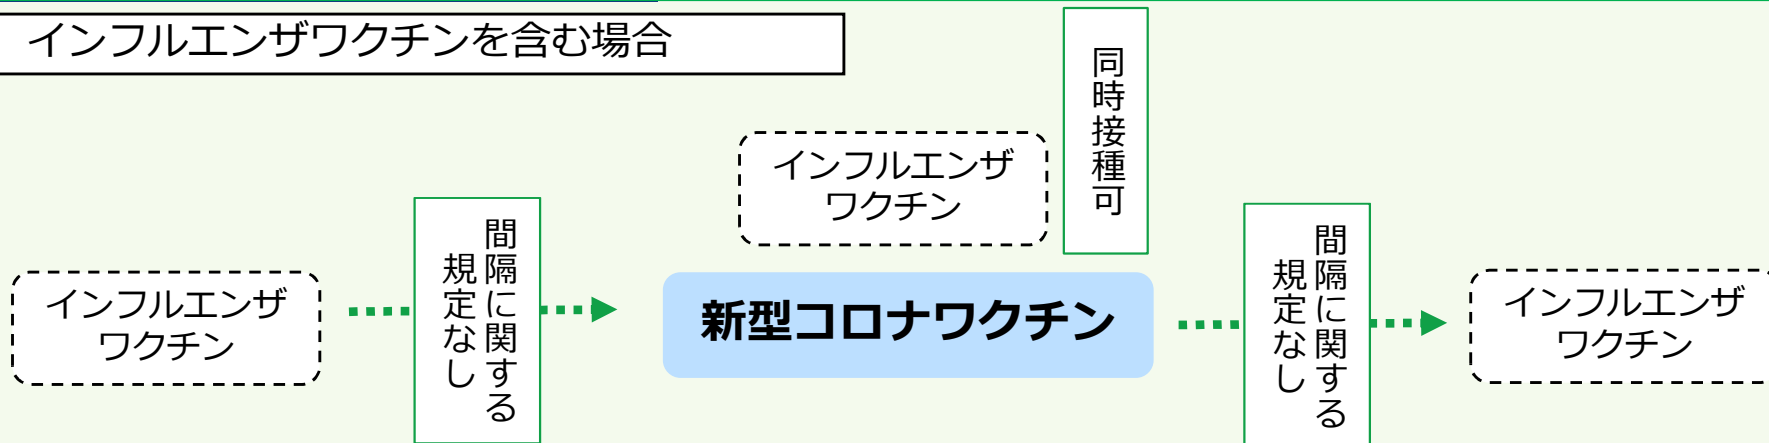 インフルエンザワクチンを含む場合
同時接種可
インフルエンザ
ワクチン
インフルエンザ
ワクチン
間隔に関する
規定なし
新型コロナワクチン
間隔に関する
規定なし
インフルエンザ
ワクチン